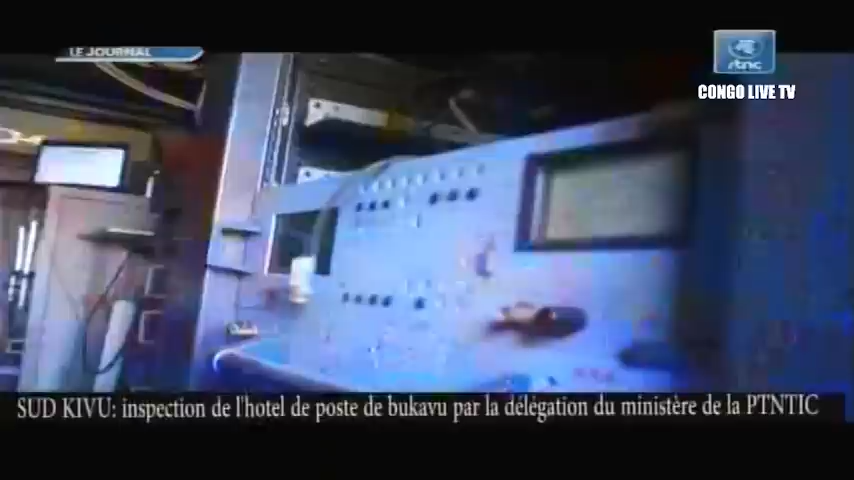 LE JOURNAL
rtnc
CONGO LIVE TV
SUD KIVU: inspection de l'hotel de poste de bukavu par la délégation du ministère de la PTNTIC